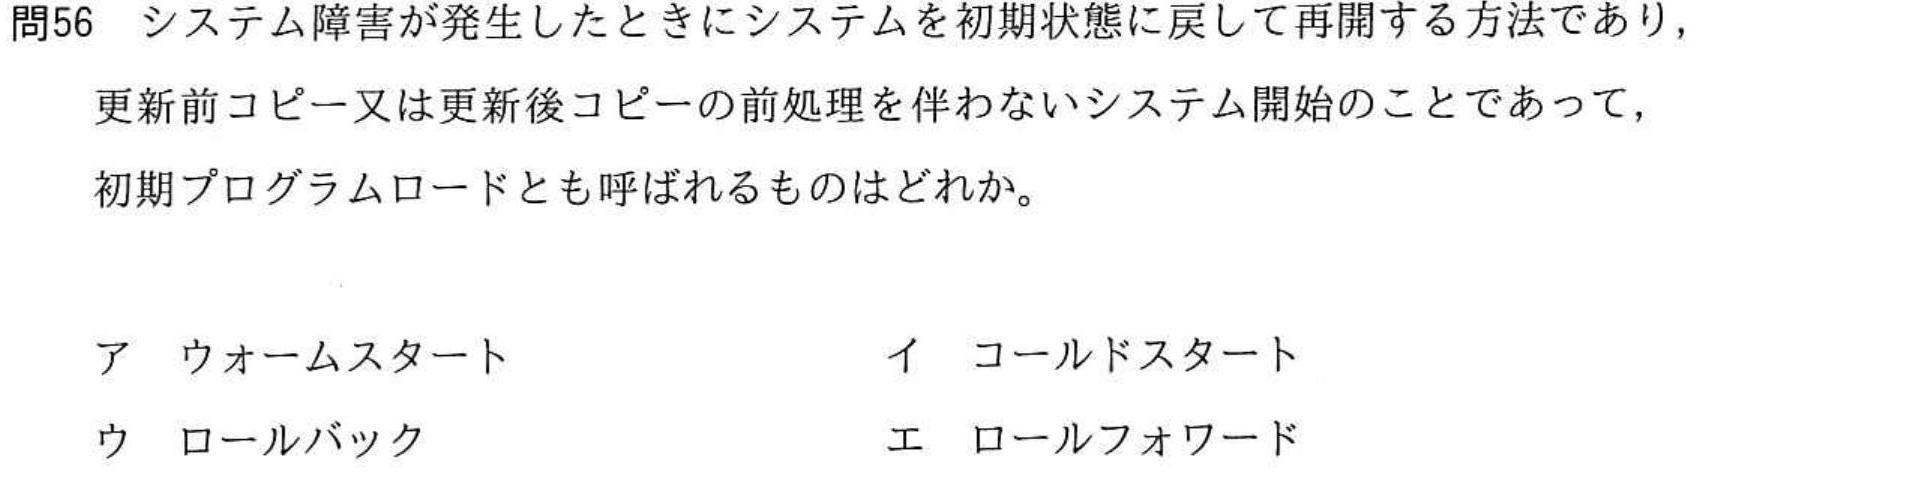 問56　システム障害が発生したときにシステムを初期状態に戻して再開する方法であり，
更新前コピー又は更新後コピーの前処理を伴わないシステム開始のことであって，
初期プログラムロードとも呼ばれるものはどれか。
ア　ウォームスタート　イ　コールドスタート
ウ　ロールバック　エ　ロールフォワード